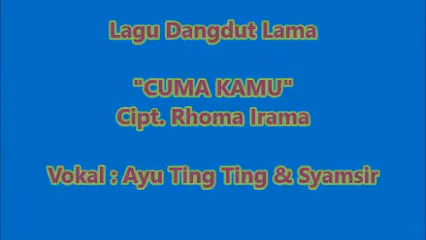 Lagu Dangdut Lama
"CUMA KAMU"
Cipt. Rhoma Irama
Vokal : Ayu Ting Ting & Syamsir